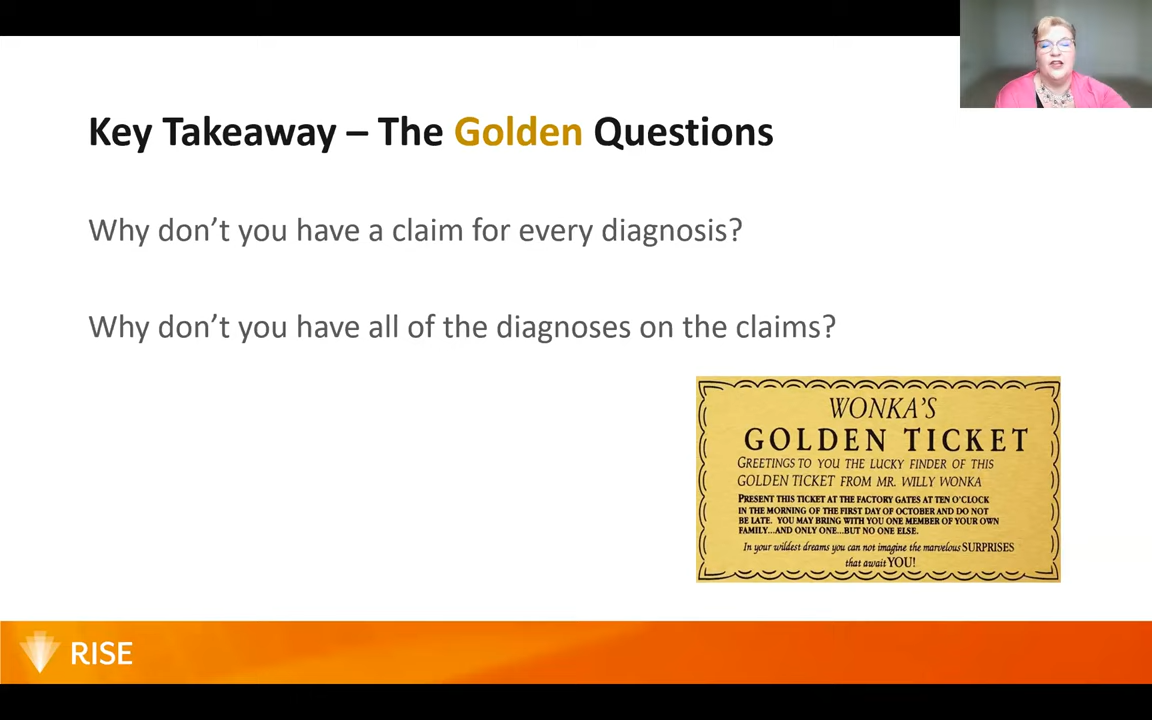 Key Takeaway – The Golden Questions
Why don’t you have a claim for every diagnosis?
Why don’t you have all of the diagnoses on the claims?
WONKA'S
GOLDEN TICKET
GREETINGS TO YOU THE LUCKY FINDER OF THIS
GOLDEN TICKET FROM MR. WILLY WONKA
PRESENT THIS TICKET AT THE FACTORY GATES AT TEN O'CLOCK
IN THE MORNING OF THE FIRST DAY OF OCTOBER AND DO NOT
BE LATE. YOU MAY BRING WITH YOU ONE MEMBER OF YOUR OWN
FAMILY...AND ONLY ONE...BUT NO ONE ELSE.
In your wildest dreams you can not imagine the marvelous SURPRISES
that await YOU!
RISE